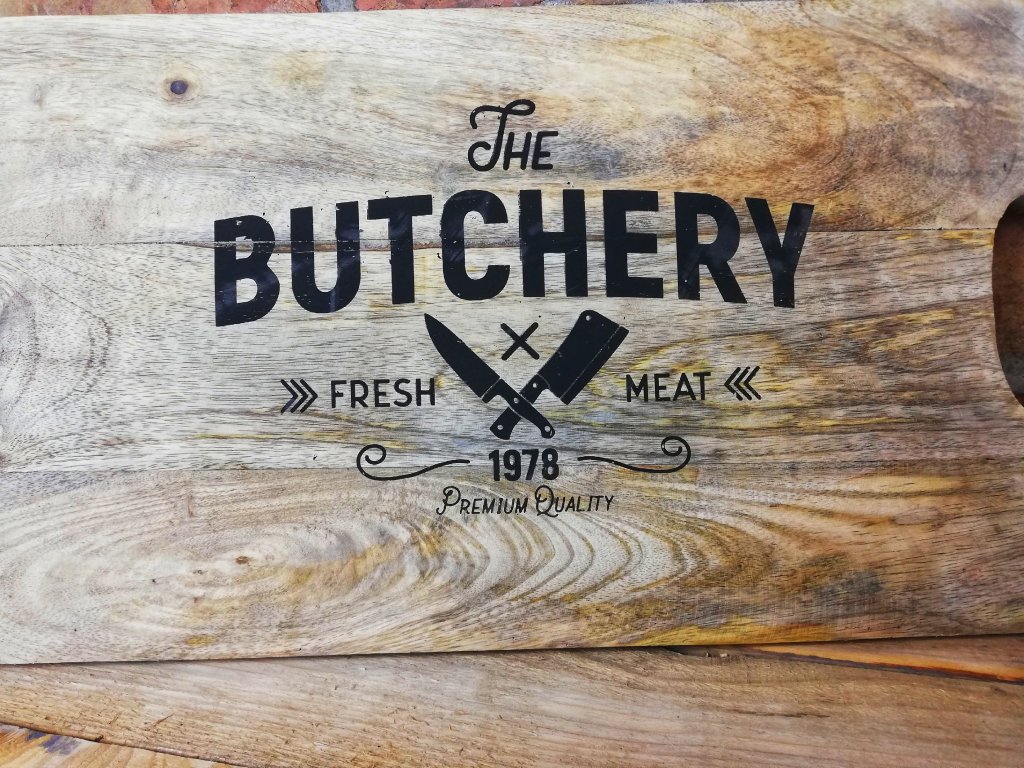 The
BUTCHERY
FRESH MEAT
1978
PREMIUM QUALITY